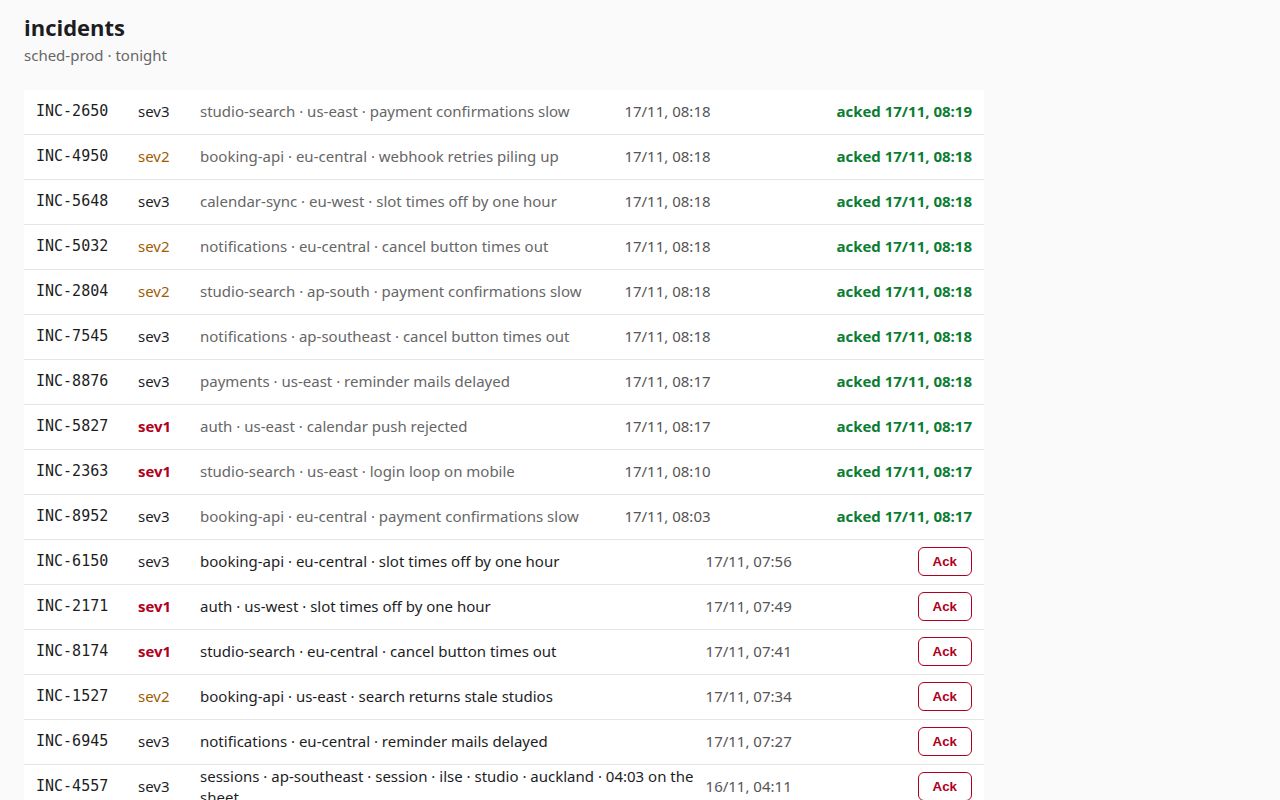 incidents
sched-prod · tonight
INC-2650 sev3 studio-search · us-east · payment confirmations slow 17/11, 08:18 acked 17/11, 08:19
INC-4950 sev2 booking-api · eu-central · webhook retries piling up 17/11, 08:18 acked 17/11, 08:18
INC-5648 sev3 calendar-sync · eu-west · slot times off by one hour 17/11, 08:18 acked 17/11, 08:18
INC-5032 sev2 notifications · eu-central · cancel button times out 17/11, 08:18 acked 17/11, 08:18
INC-2804 sev2 studio-search · ap-south · payment confirmations slow 17/11, 08:18 acked 17/11, 08:18
INC-7545 sev3 notifications · ap-southeast · cancel button times out 17/11, 08:18 acked 17/11, 08:18
INC-8876 sev3 payments · us-east · reminder mails delayed 17/11, 08:17 acked 17/11, 08:18
INC-5827 sev1 auth · us-east · calendar push rejected 17/11, 08:17 acked 17/11, 08:17
INC-2363 sev1 studio-search · us-east · login loop on mobile 17/11, 08:10 acked 17/11, 08:17
INC-8952 sev3 booking-api · eu-central · payment confirmations slow 17/11, 08:03 acked 17/11, 08:17
INC-6150 sev3 booking-api · eu-central · slot times off by one hour 17/11, 07:56 Ack
INC-2171 sev1 auth · us-west · slot times off by one hour 17/11, 07:49 Ack
INC-8174 sev1 studio-search · eu-central · cancel button times out 17/11, 07:41 Ack
INC-1527 sev2 booking-api · us-east · search returns stale studios 17/11, 07:34 Ack
INC-6945 sev3 notifications · eu-central · reminder mails delayed 17/11, 07:27 Ack
INC-4557 sev3 sessions · ap-southeast · session · ilse · studio · auckland · 04:03 on the 16/11, 04:11 Ack
sheet